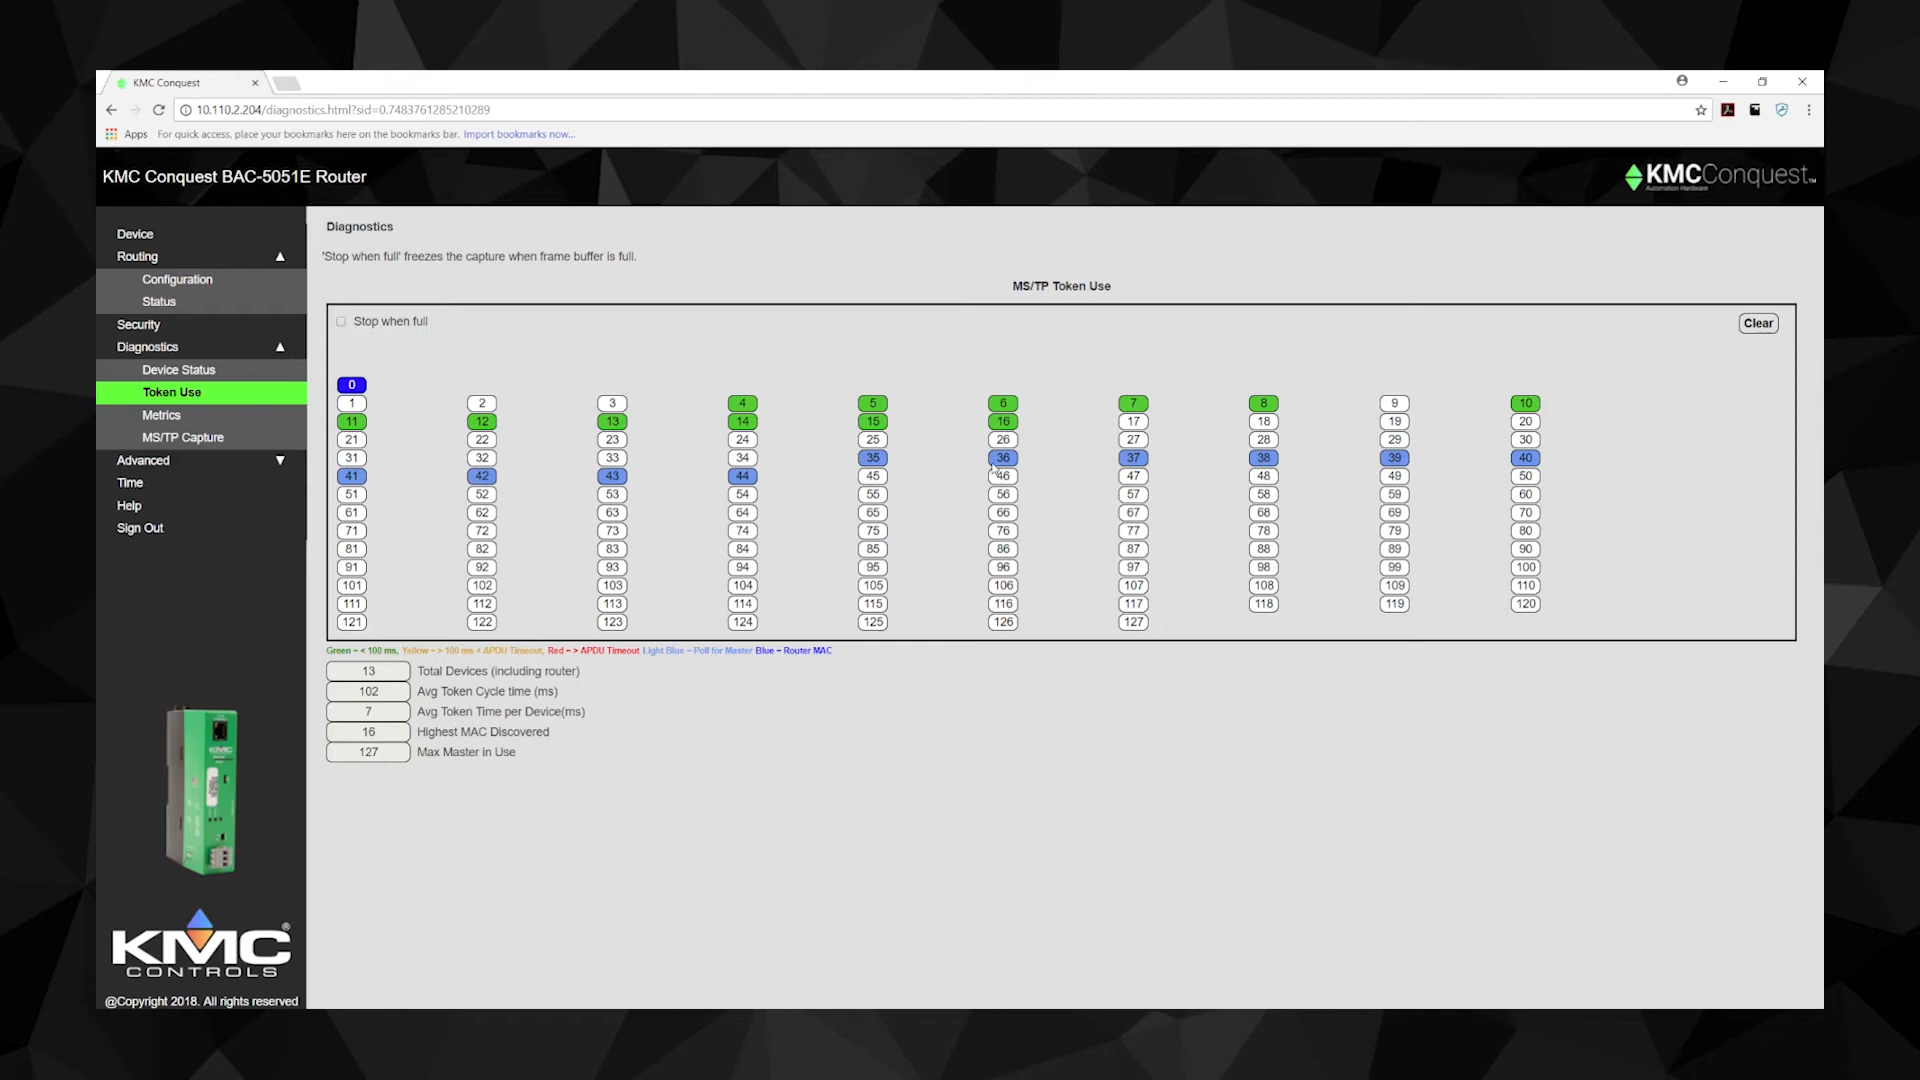 KMC Conquest
10.110.2.204/diagnostics.html?sid=0.7483761285210289
Apps For quick access, place your bookmarks here on the bookmarks bar. Import bookmarks now...
KMC Conquest BAC-5051E Router
KMCConquest™
Automation Hardware
Device
Routing
Configuration
Status
Security
Diagnostics
Device Status
Token Use
Metrics
MS/TP Capture
Advanced
Time
Help
Sign Out
KMC
CONTROLS®
@Copyright 2018. All rights reserved
Diagnostics
'Stop when full' freezes the capture when frame buffer is full.
MS/TP Token Use
Stop when full
Clear
0
1 2 3 4 5 6 7 8 9 10
11 12 13 14 15 16 17 18 19 20
21 22 23 24 25 26 27 28 29 30
31 32 33 34 35 36 37 38 39 40
41 42 43 44 45 46 47 48 49 50
51 52 53 54 55 56 57 58 59 60
61 62 63 64 65 66 67 68 69 70
71 72 73 74 75 76 77 78 79 80
81 82 83 84 85 86 87 88 89 90
91 92 93 94 95 96 97 98 99 100
101 102 103 104 105 106 107 108 109 110
111 112 113 114 115 116 117 118 119 120
121 122 123 124 125 126 127
Green - < 100 ms, Yellow - > 100 ms < APDU Timeout, Red - > APDU Timeout Light Blue - Poll for Master Blue - Router MAC
13 Total Devices (including router)
102 Avg Token Cycle time (ms)
7 Avg Token Time per Device(ms)
16 Highest MAC Discovered
127 Max Master in Use